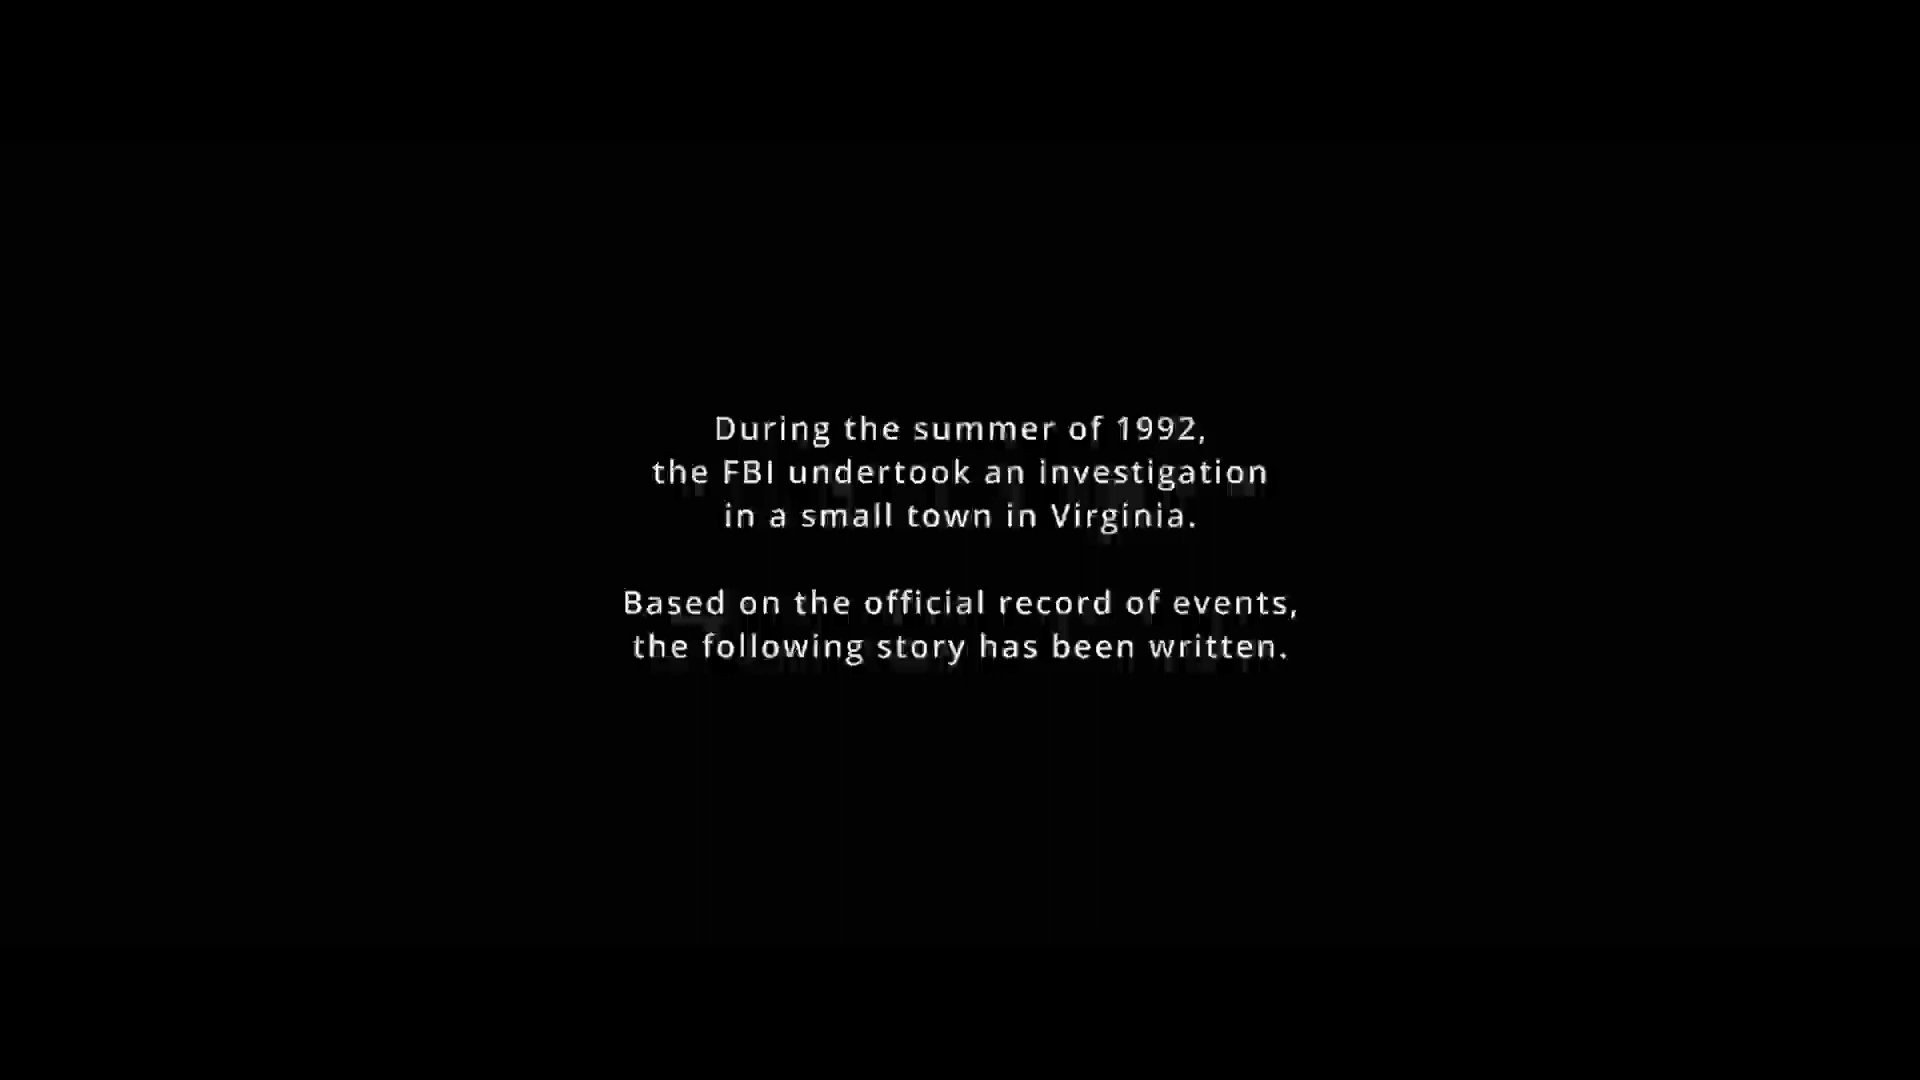 During the summer of 1992,
the FBI undertook an investigation
in a small town in Virginia.
Based on the official record of events,
the following story has been written.